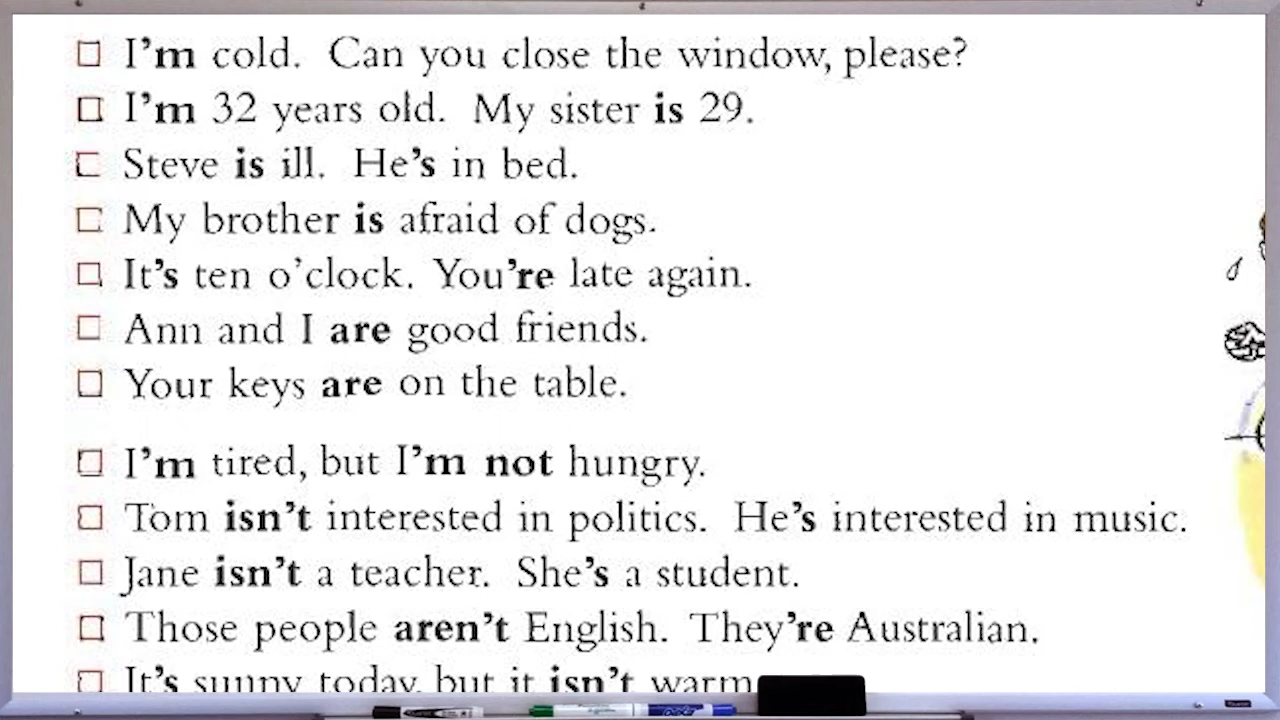 I'm cold. Can you close the window, please?
I'm 32 years old. My sister is 29.
Steve is ill. He's in bed.
My brother is afraid of dogs.
It's ten o'clock. You're late again.
Ann and I are good friends.
Your keys are on the table.
I'm tired, but I'm not hungry.
Tom isn't interested in politics. He's interested in music.
Jane isn't a teacher. She's a student.
Those people aren't English. They're Australian.
It's sunny today, but it isn't warm